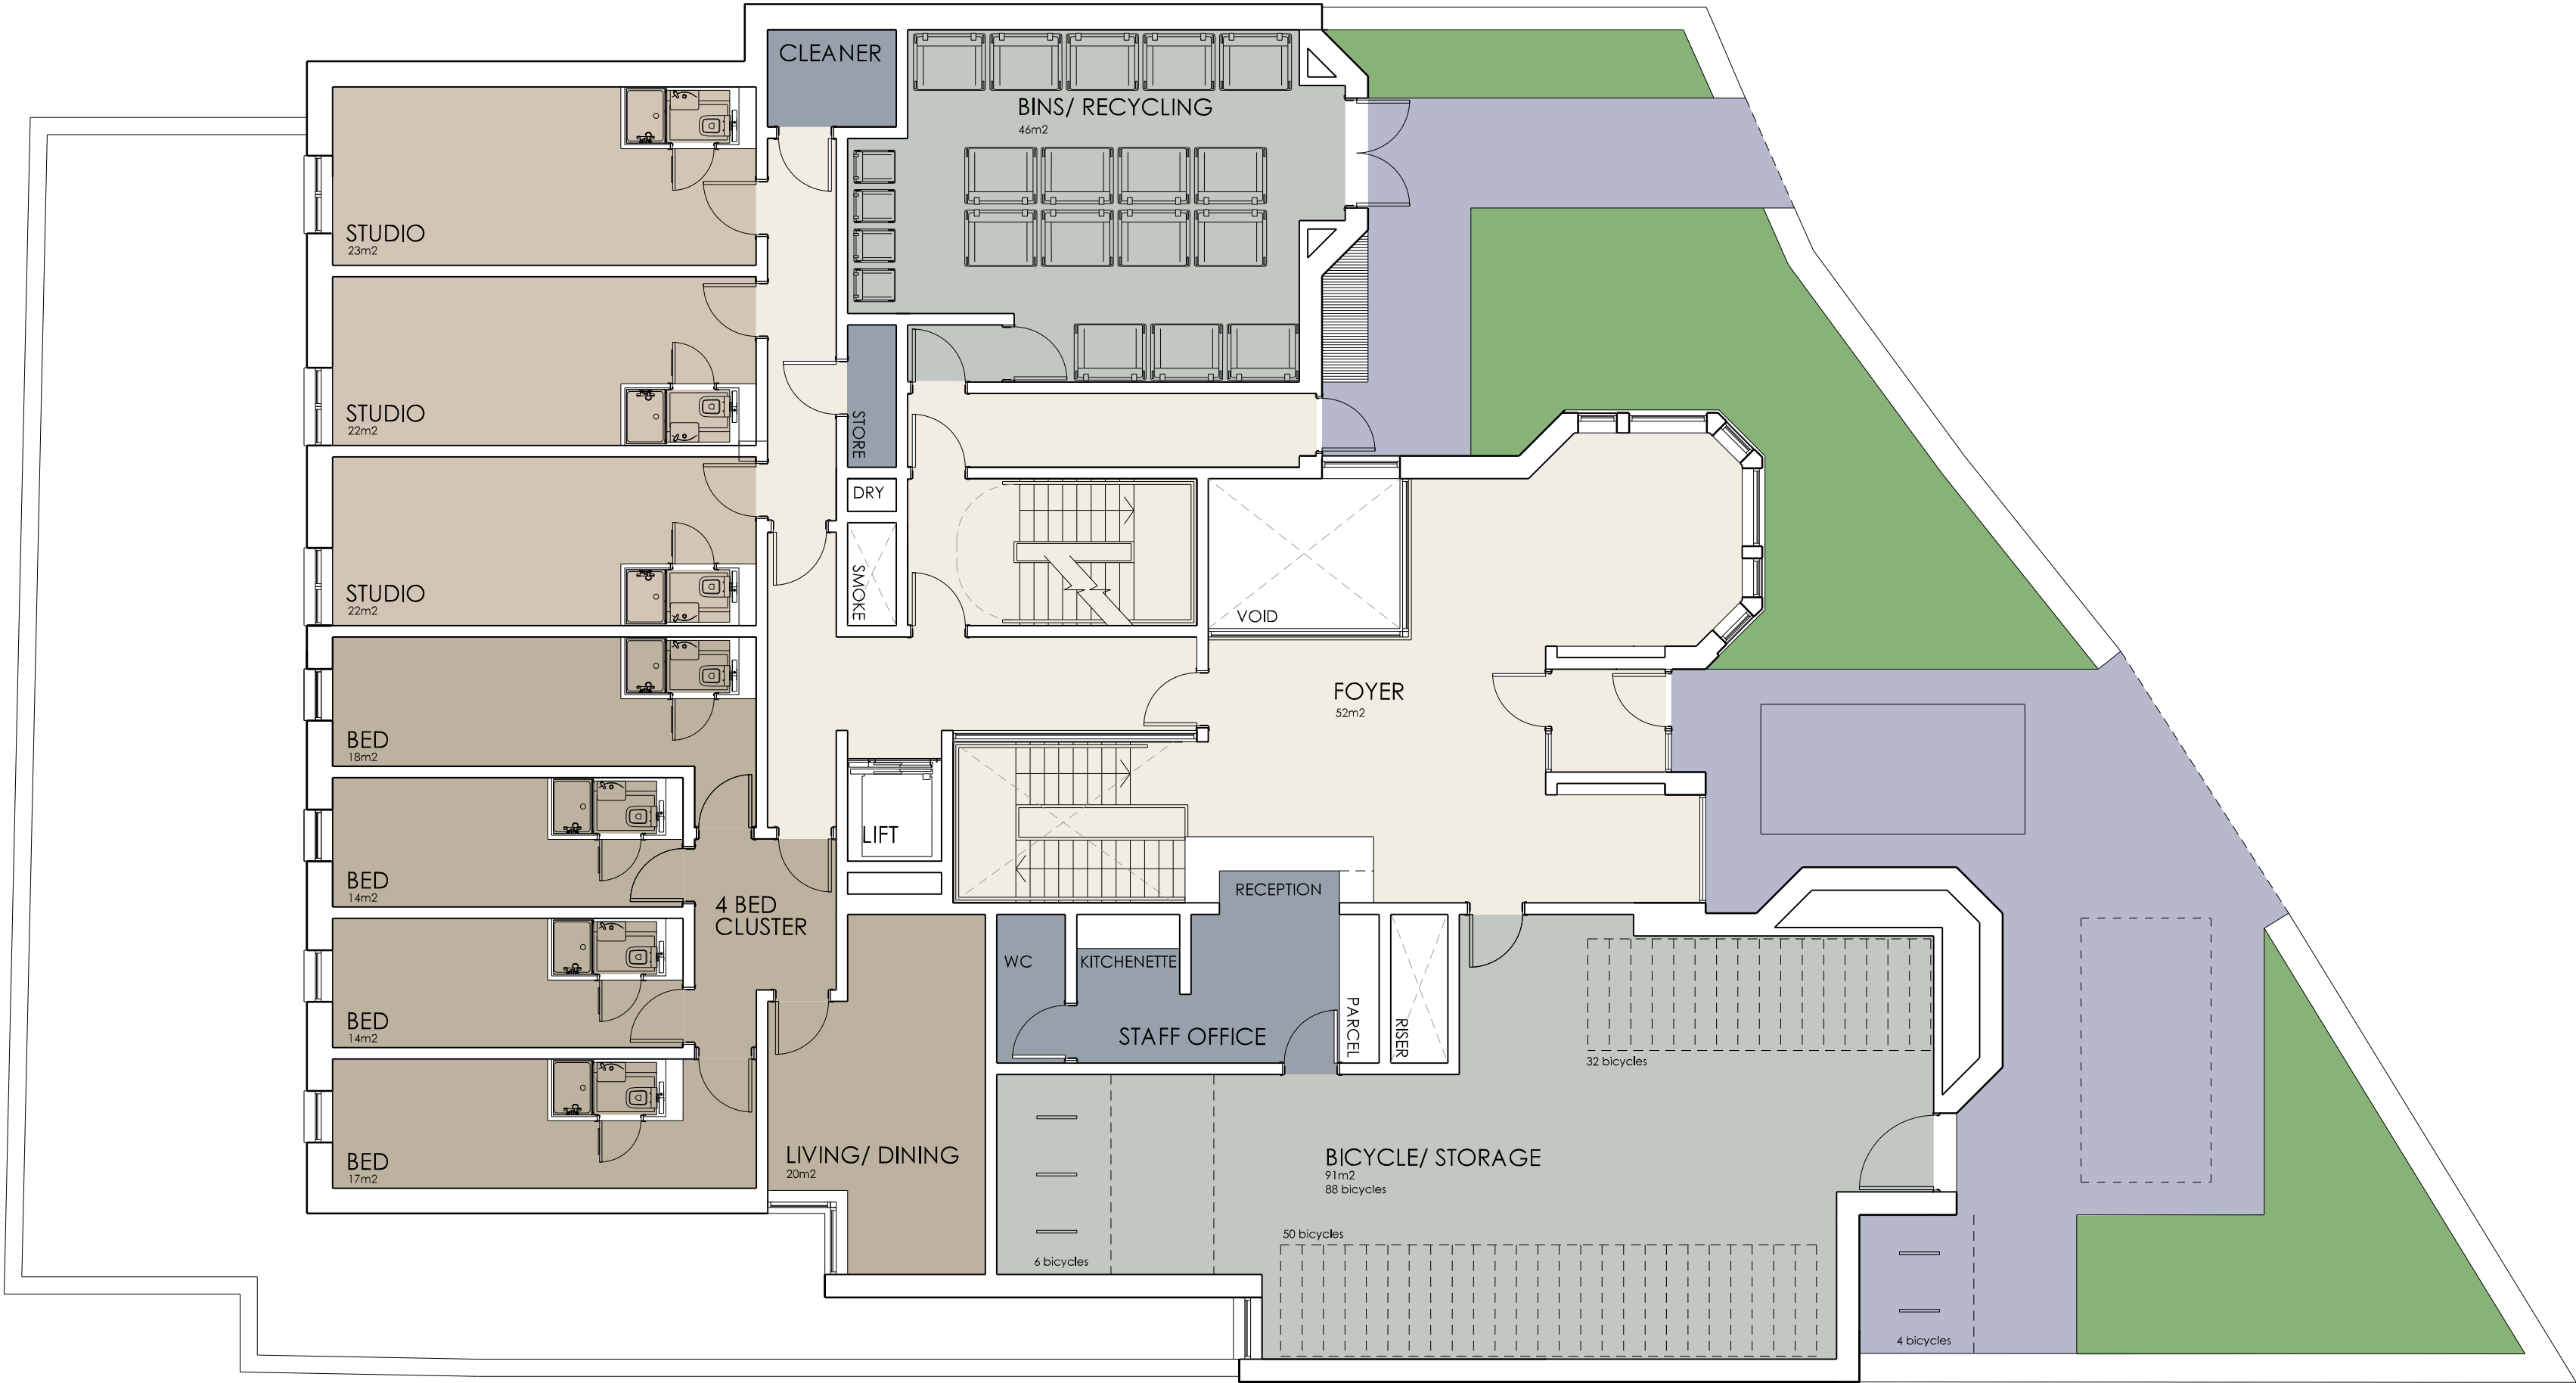 CLEANER
BINS/ RECYCLING
46m2
STUDIO
23m2
STUDIO
22m2
STORE
DRY
SMOKE
STUDIO
22m2
VOID
BED
18m2
FOYER
52m2
LIFT
BED
14m2
4 BED
CLUSTER
RECEPTION
WC
KITCHENETTE
STAFF OFFICE
PARCEL
RISER
BED
14m2
32 bicycles
BED
17m2
LIVING/ DINING
20m2
BICYCLE/ STORAGE
91m2
88 bicycles
50 bicycles
6 bicycles
4 bicycles